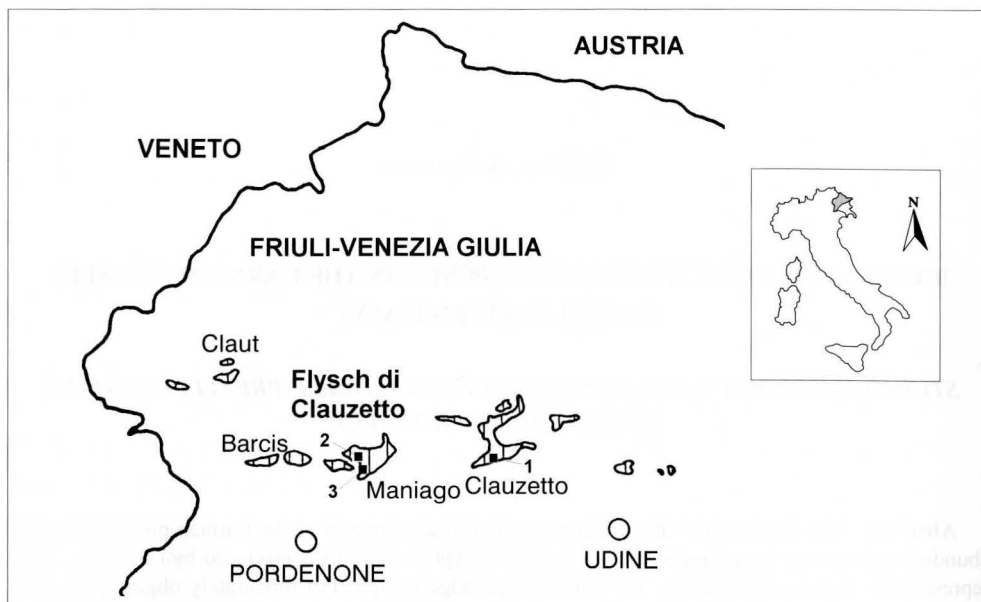 AUSTRIA
VENETO
N
FRIULI-VENEZIA GIULIA
Claut
Flysch di
Clauzetto
Barcis
2
3
Maniago
Clauzetto
1
PORDENONE
UDINE